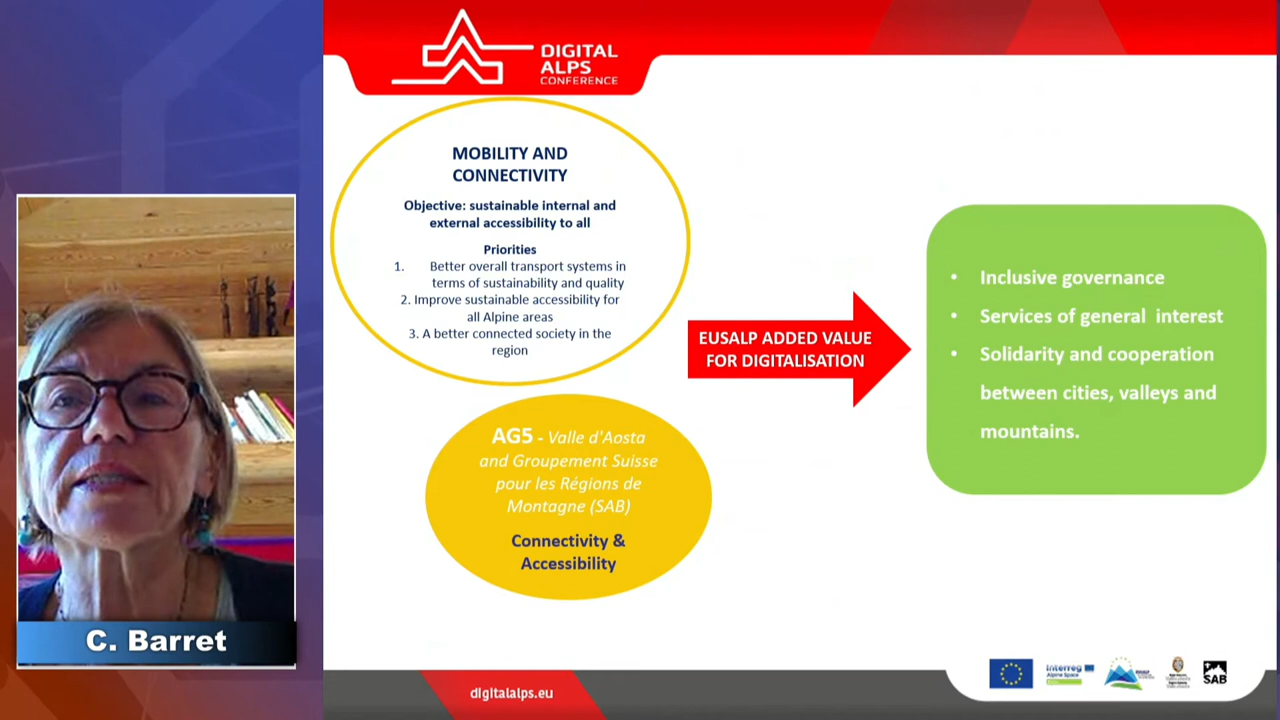 DIGITAL
ALPS
CONFERENCE
MOBILITY AND
CONNECTIVITY
Objective: sustainable internal and
external accessibility to all
Priorities
1. Better overall transport systems in
terms of sustainability and quality
2. Improve sustainable accessibility for
all Alpine areas
3. A better connected society in the
region
AG5 - Valle d'Aosta
and Groupement Suisse
pour les Régions de
Montagne (SAB)
Connectivity &
Accessibility
EUSALP ADDED VALUE
FOR DIGITALISATION
• Inclusive governance
• Services of general interest
• Solidarity and cooperation
between cities, valleys and
mountains.
C. Barret
digitalalps.eu
Interreg
Alpine Space
SAB